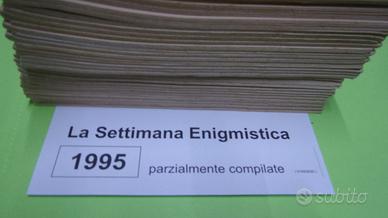 La Settimana Enigmistica
1995 parzialmente compilate
subito